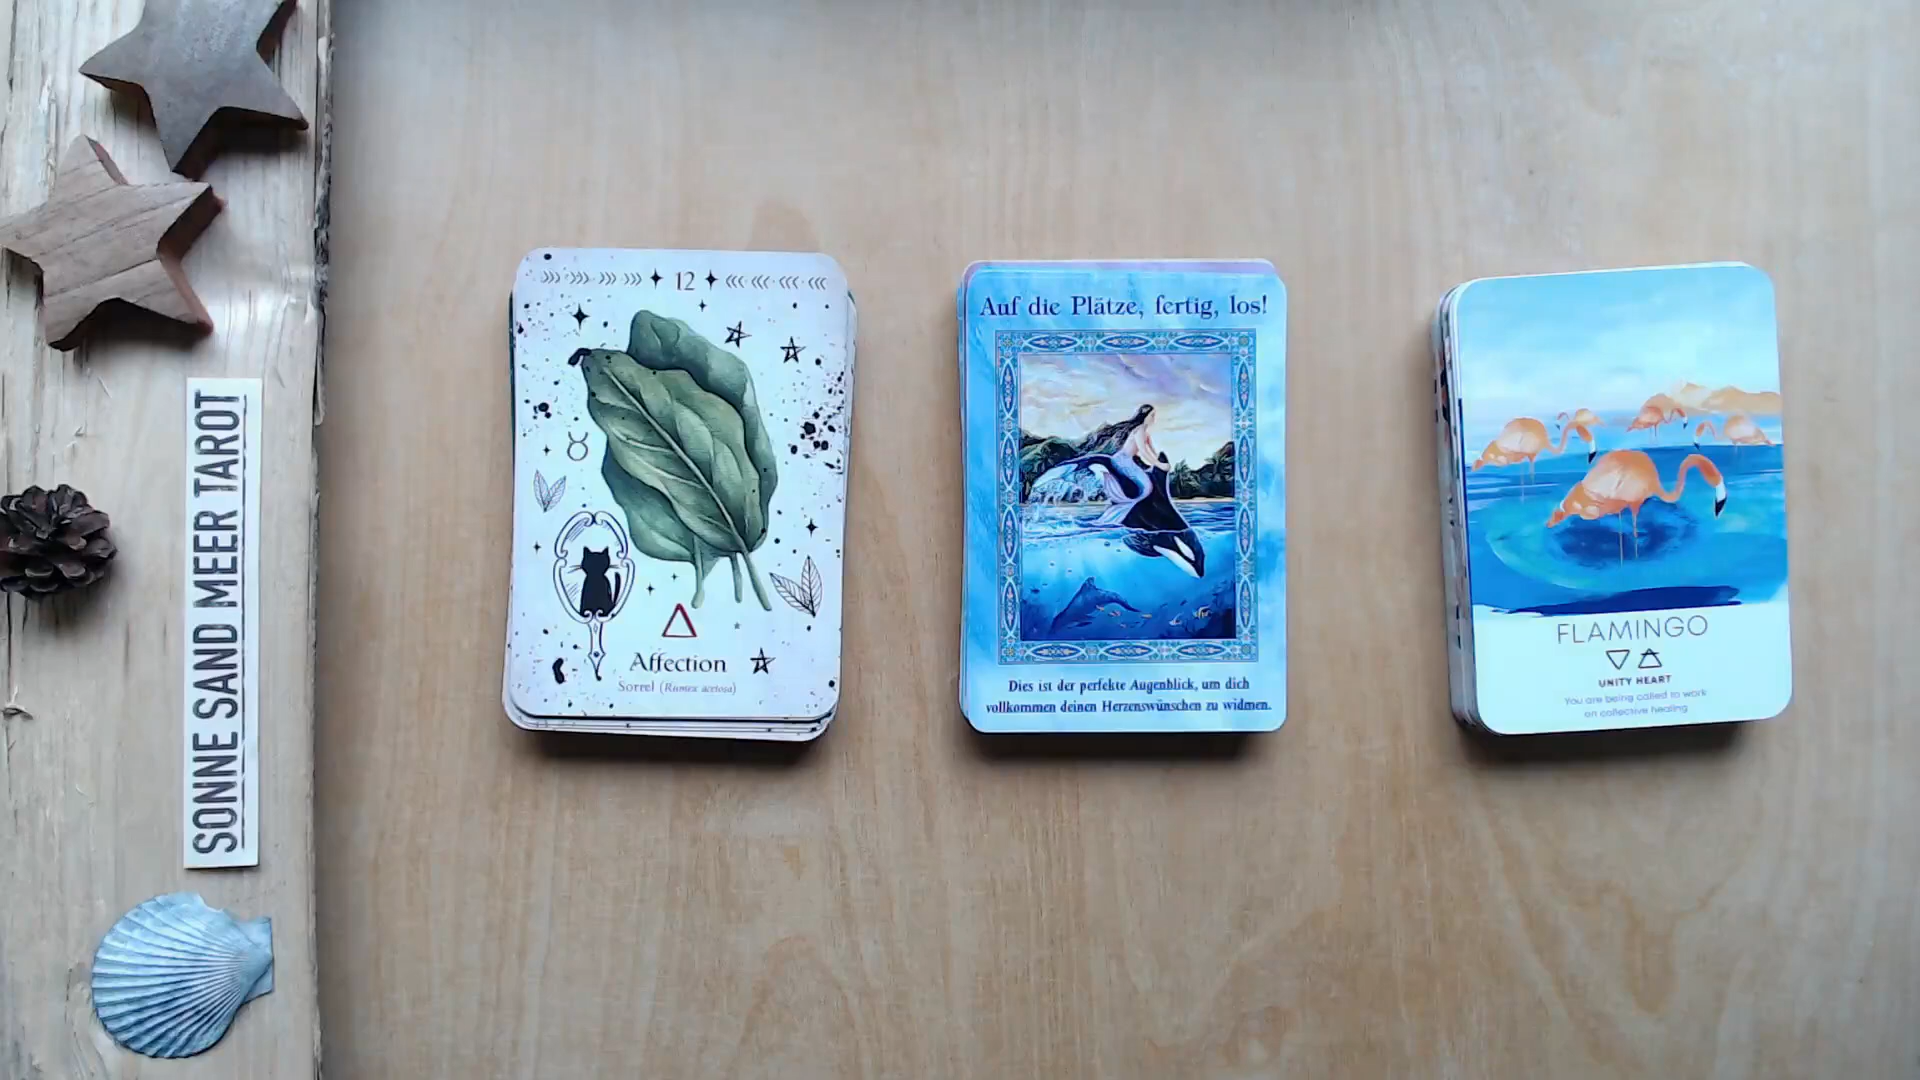 SONNE SAND MEER TAROT
12
Affection
Sorrel (Rumex acetosa)
Auf die Plätze, fertig, los!
Dies ist der perfekte Augenblick, um dich
vollkommen deinen Herzenswünschen zu widmen.
FLAMINGO
UNITY HEART
You are being called to work
on collective healing